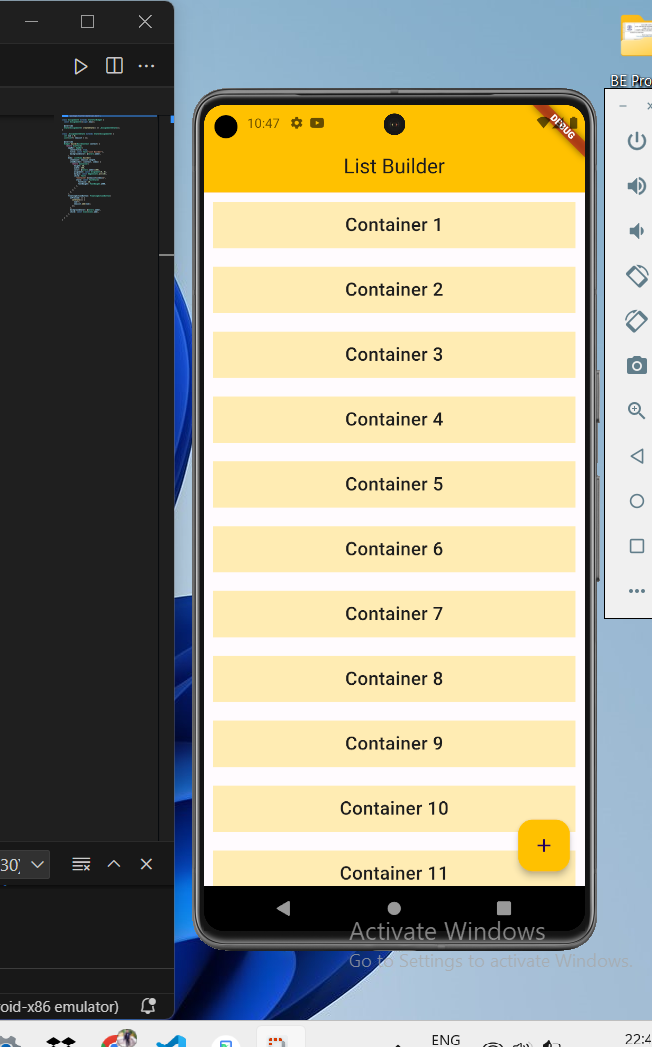 BE Pro
10:47
DEBUG
List Builder
Container 1
Container 2
Container 3
Container 4
Container 5
Container 6
Container 7
Container 8
Container 9
Container 10
Container 11
+
30)
Activate Windows
Go to Settings to activate Windows.
roid-x86 emulator)
ENG
22:4